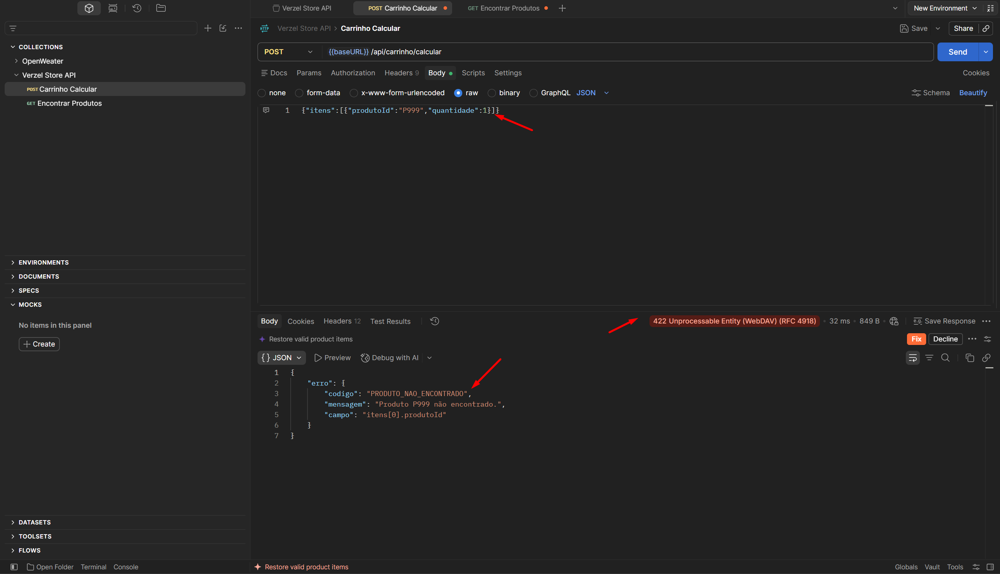 Verzel Store API
POST Carrinho Calcular
GET Encontrar Produtos
New Environment
HTTP
Verzel Store API > Carrinho Calcular
Save
Share
COLLECTIONS
OpenWeater
Verzel Store API
POST Carrinho Calcular
GET Encontrar Produtos
POST
{{baseURL}} /api/carrinho/calcular
Send
Docs Params Authorization Headers 9 Body Scripts Settings
Cookies
none form-data x-www-form-urlencoded raw binary GraphQL JSON
Schema Beautify
1 {"itens":[{"produtoId":"P999","quantidade":1}]}
ENVIRONMENTS
DOCUMENTS
SPECS
MOCKS
No items in this panel
+ Create
Body Cookies Headers 12 Test Results
422 Unprocessable Entity (WebDAV) (RFC 4918) • 32 ms • 849 B
e.g. Save Response
Restore valid product items
Fix Decline
{} JSON Preview Debug with AI
1 {
2 "erro": {
3 "codigo": "PRODUTO_NAO_ENCONTRADO",
4 "mensagem": "Produto P999 não encontrado.",
5 "campo": "itens[0].produtoId"
6 }
7 }
DATASETS
TOOLSETS
FLOWS
Open Folder Terminal Console
Restore valid product items
Globals Vault Tools